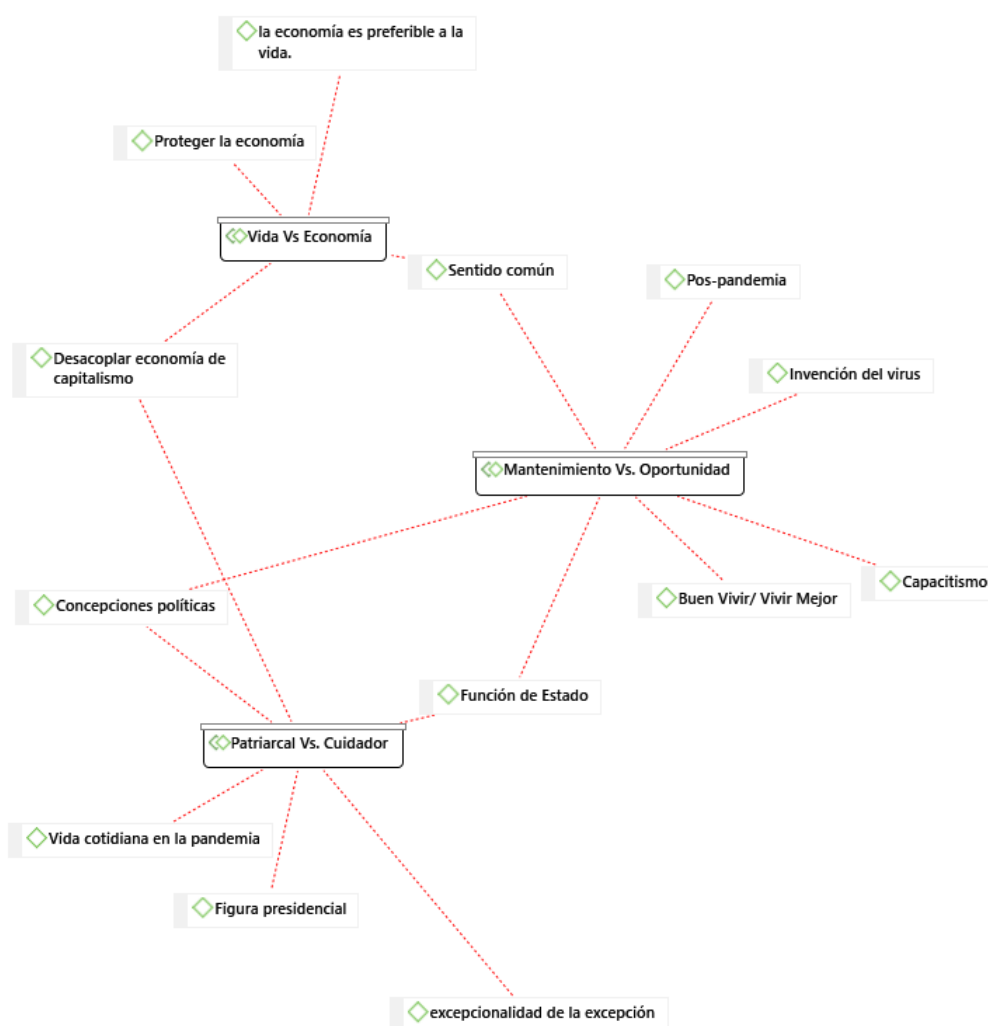 la economía es preferible a la
vida.
Proteger la economía
Vida Vs Economía
Sentido común
Pos-pandemia
Desacoplar economía de
capitalismo
Invención del virus
Mantenimiento Vs. Oportunidad
Capacitismo
Buen Vivir/ Vivir Mejor
Concepciones políticas
Función de Estado
Patriarcal Vs. Cuidador
Vida cotidiana en la pandemia
Figura presidencial
excepcionalidad de la excepción